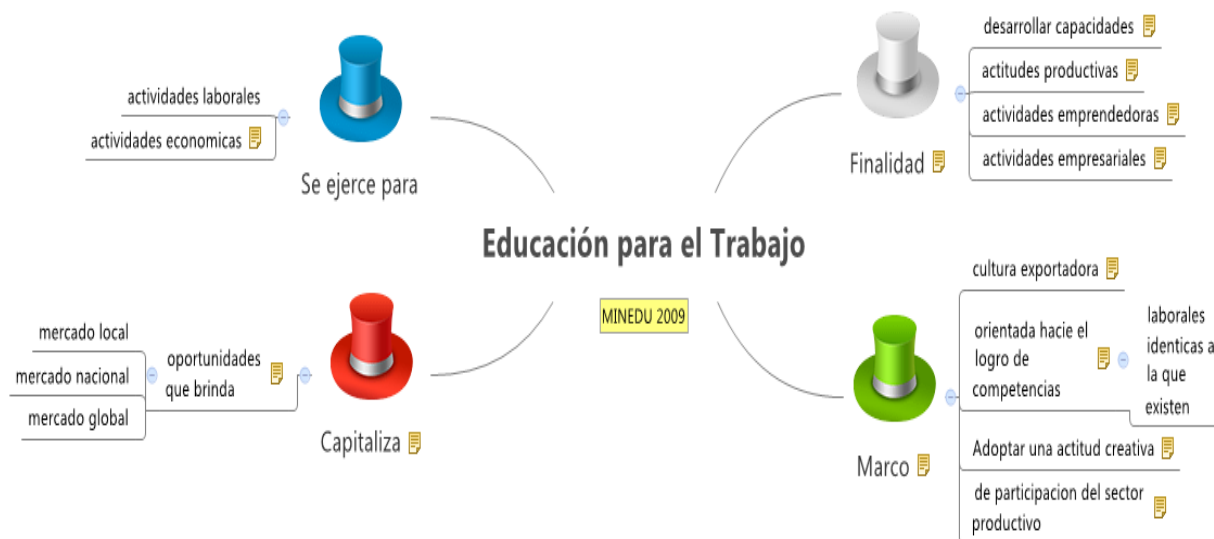 Educación para el Trabajo
MINEDU 2009
Se ejerce para
actividades laborales
actividades economicas
Finalidad
desarrollar capacidades
actitudes productivas
actividades emprendedoras
actividades empresariales
Capitaliza
oportunidades
que brinda
mercado local
mercado nacional
mercado global
Marco
cultura exportadora
orientada hacie el
logro de
competencias
laborales
identicas a
la que
existen
Adoptar una actitud creativa
de participacion del sector
productivo